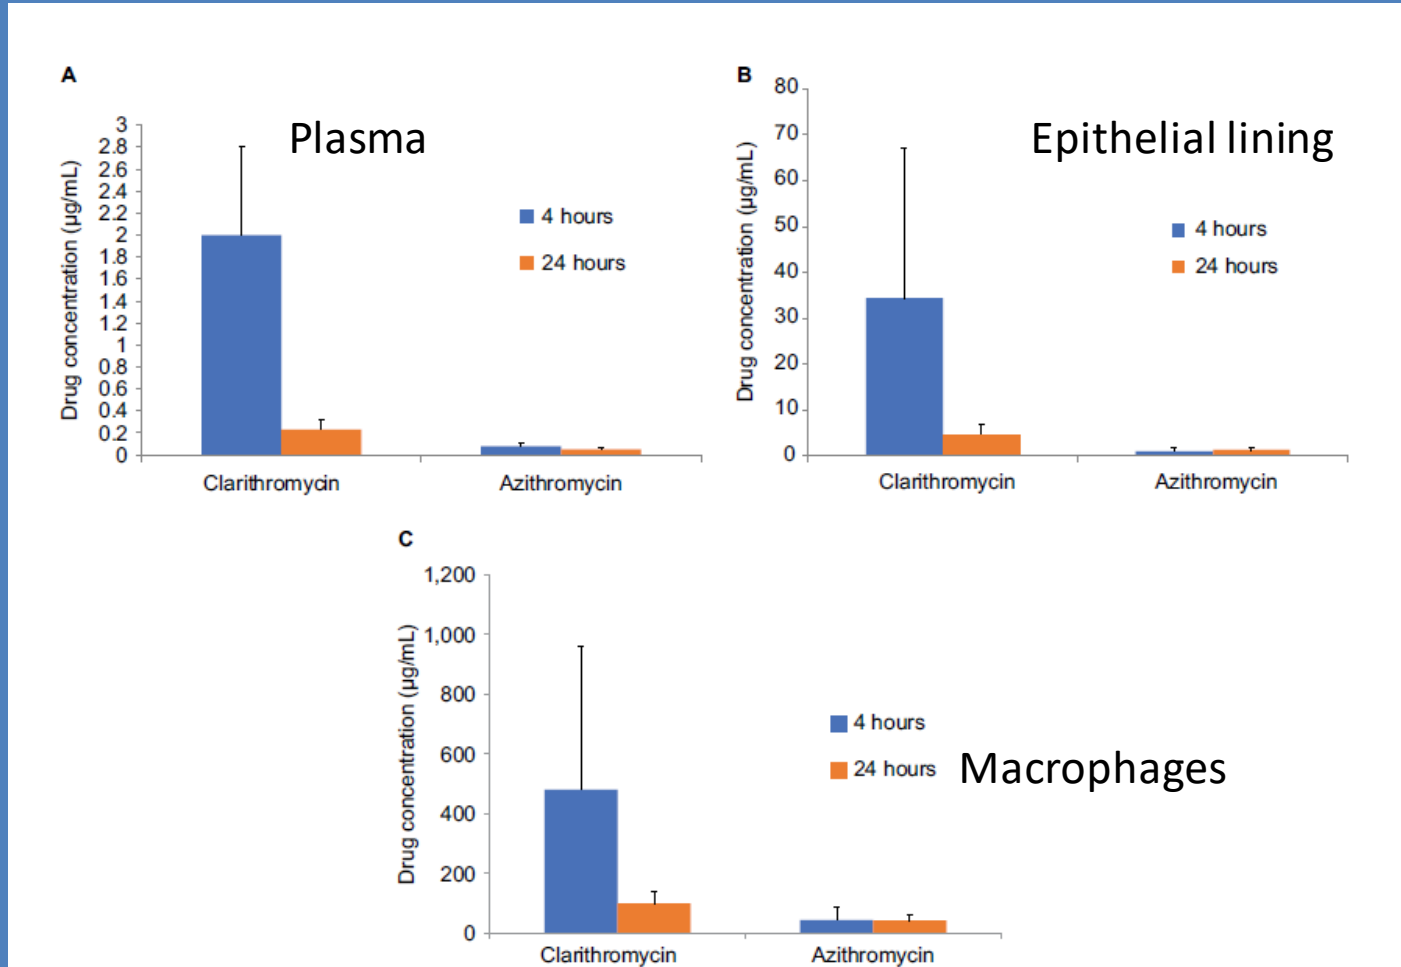 A
Plasma
Drug concentration (µg/mL)
3
2.8
2.6
2.4
2.2
2
1.8
1.6
1.4
1.2
1
0.8
0.6
0.4
0.2
0
4 hours
24 hours
Clarithromycin
Azithromycin
B
Epithelial lining
Drug concentration (µg/mL)
80
70
60
50
40
30
20
10
0
4 hours
24 hours
Clarithromycin
Azithromycin
C
Drug concentration (µg/mL)
1,200
1,000
800
600
400
200
0
4 hours
24 hours
Macrophages
Clarithromycin
Azithromycin